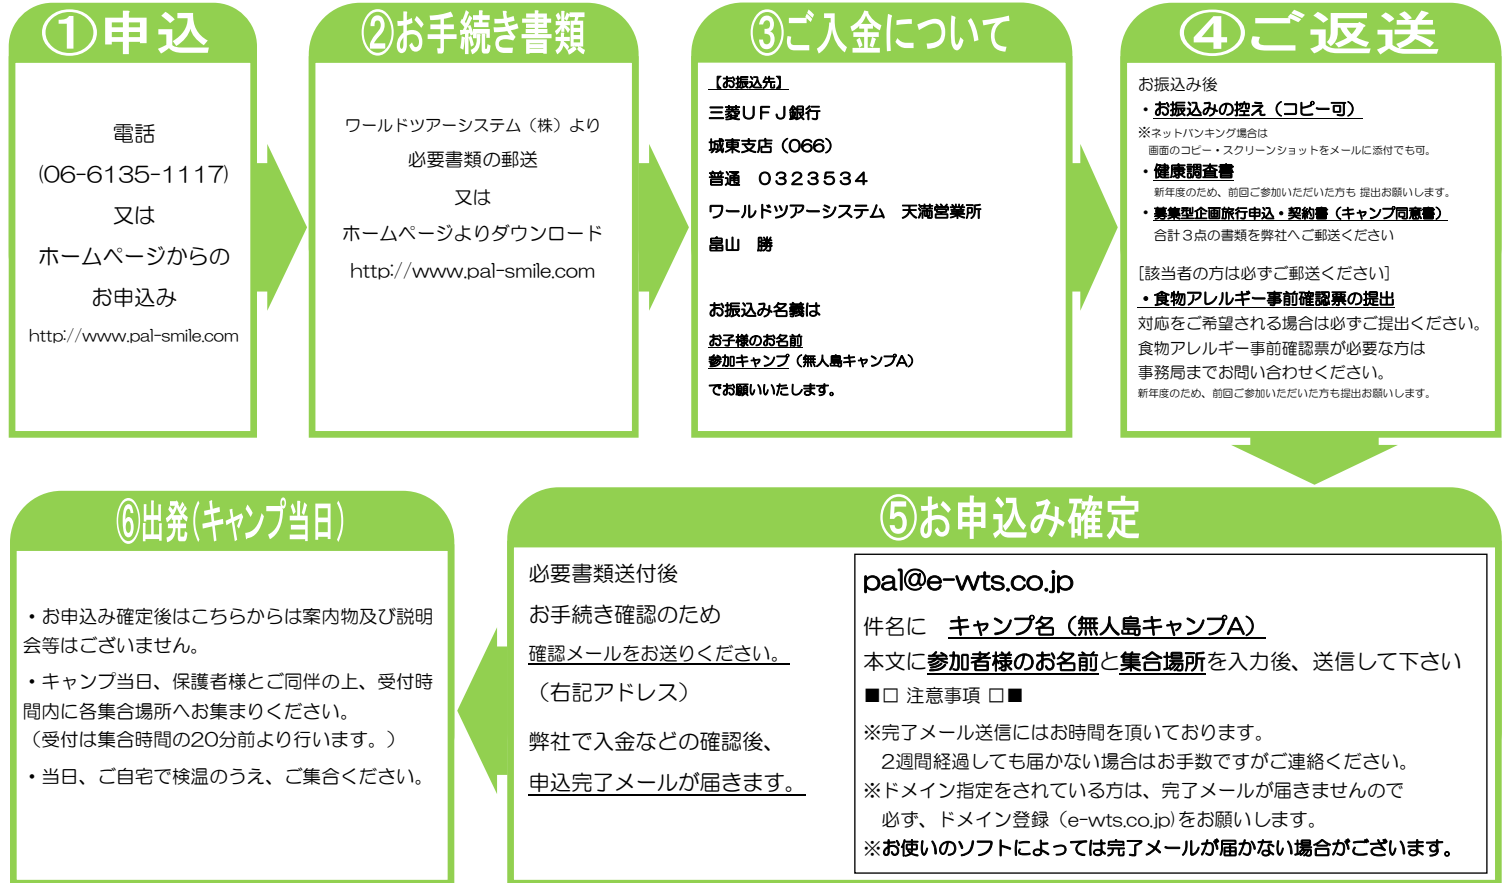 ①申込
電話
(06-6135-1117)
又は
ホームページからの
お申込み
http://www.pal-smile.com
②お手続き書類
ワールドツアーシステム（株）より
必要書類の郵送
又は
ホームページよりダウンロード
http://www.pal-smile.com
③ご入金について
【お振込先】
三菱ＵＦＪ銀行
城東支店（066）
普通　０３２３５３４
ワールドツアーシステム　天満営業所
畠山　勝
お振込み名義は
お子様のお名前
参加キャンプ（無人島キャンプA）
でお願いいたします。
④ご返送
お振込み後
・お振込みの控え（コピー可）
※ネットバンキング場合は
画面のコピー・スクリーンショットをメールに添付でも可。
・健康調査書
新年度のため、前回ご参加いただいた方も 提出お願いします。
・募集型企画旅行申込・契約書（キャンプ同意書）
合計３点の書類を弊社へご郵送ください
[該当者の方は必ずご郵送ください]
・食物アレルギー事前確認票の提出
対応をご希望される場合は必ずご提出ください。
食物アレルギー事前確認票が必要な方は
事務局までお問い合わせください。
新年度のため、前回ご参加いただいた方も提出お願いします。
⑤お申込み確定
必要書類送付後
お手続き確認のため
確認メールをお送りください。
（右記アドレス）
弊社で入金などの確認後、
申込完了メールが届きます。
pal@e-wts.co.jp
件名に　キャンプ名（無人島キャンプA）
本文に参加者様のお名前と集合場所を入力後、送信して下さい
■□ 注意事項 □■
※完了メール送信にはお時間を頂いております。
2週間経過しても届かない場合はお手数ですがご連絡ください。
※ドメイン指定をされている方は、完了メールが届きませんので
必ず、ドメイン登録（e-wts.co.jp)をお願いします。
※お使いのソフトによっては完了メールが届かない場合がございます。
⑥出発(キャンプ当日)
・お申込み確定後はこちらからは案内物及び説明
会等はございません。
・キャンプ当日、保護者様とご同伴の上、受付時
間内に各集合場所へお集まりください。
（受付は集合時間の20分前より行います。）
・当日、ご自宅で検温のうえ、ご集合ください。